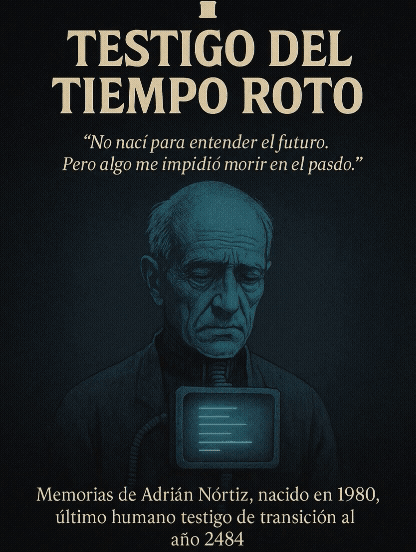 TESTIGO DEL
TIEMPO ROTO
“No nací para entender el futuro.
Pero algo me impidió morir en el pasdo.”
Memorias de Adrián Nórtiz, nacido en 1980,
último humano testigo de transición al
año 2484